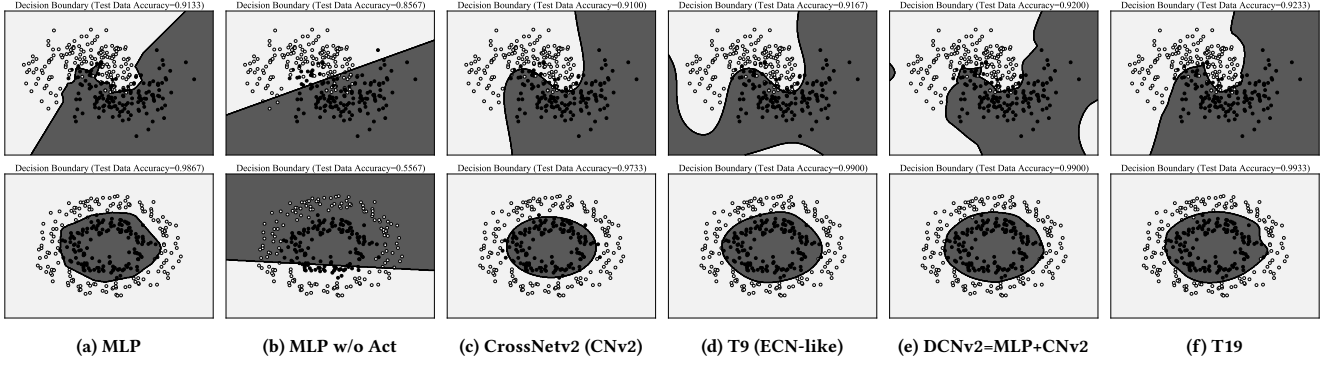 Decision Boundary (Test Data Accuracy=0.9133)
Decision Boundary (Test Data Accuracy=0.8567)
Decision Boundary (Test Data Accuracy=0.9100)
Decision Boundary (Test Data Accuracy=0.9167)
Decision Boundary (Test Data Accuracy=0.9200)
Decision Boundary (Test Data Accuracy=0.9233)
Decision Boundary (Test Data Accuracy=0.9867)
Decision Boundary (Test Data Accuracy=0.5567)
Decision Boundary (Test Data Accuracy=0.9733)
Decision Boundary (Test Data Accuracy=0.9900)
Decision Boundary (Test Data Accuracy=0.9900)
Decision Boundary (Test Data Accuracy=0.9933)
(a) MLP
(b) MLP w/o Act
(c) CrossNetv2 (CNv2)
(d) T9 (ECN-like)
(e) DCNv2=MLP+CNv2
(f) T19